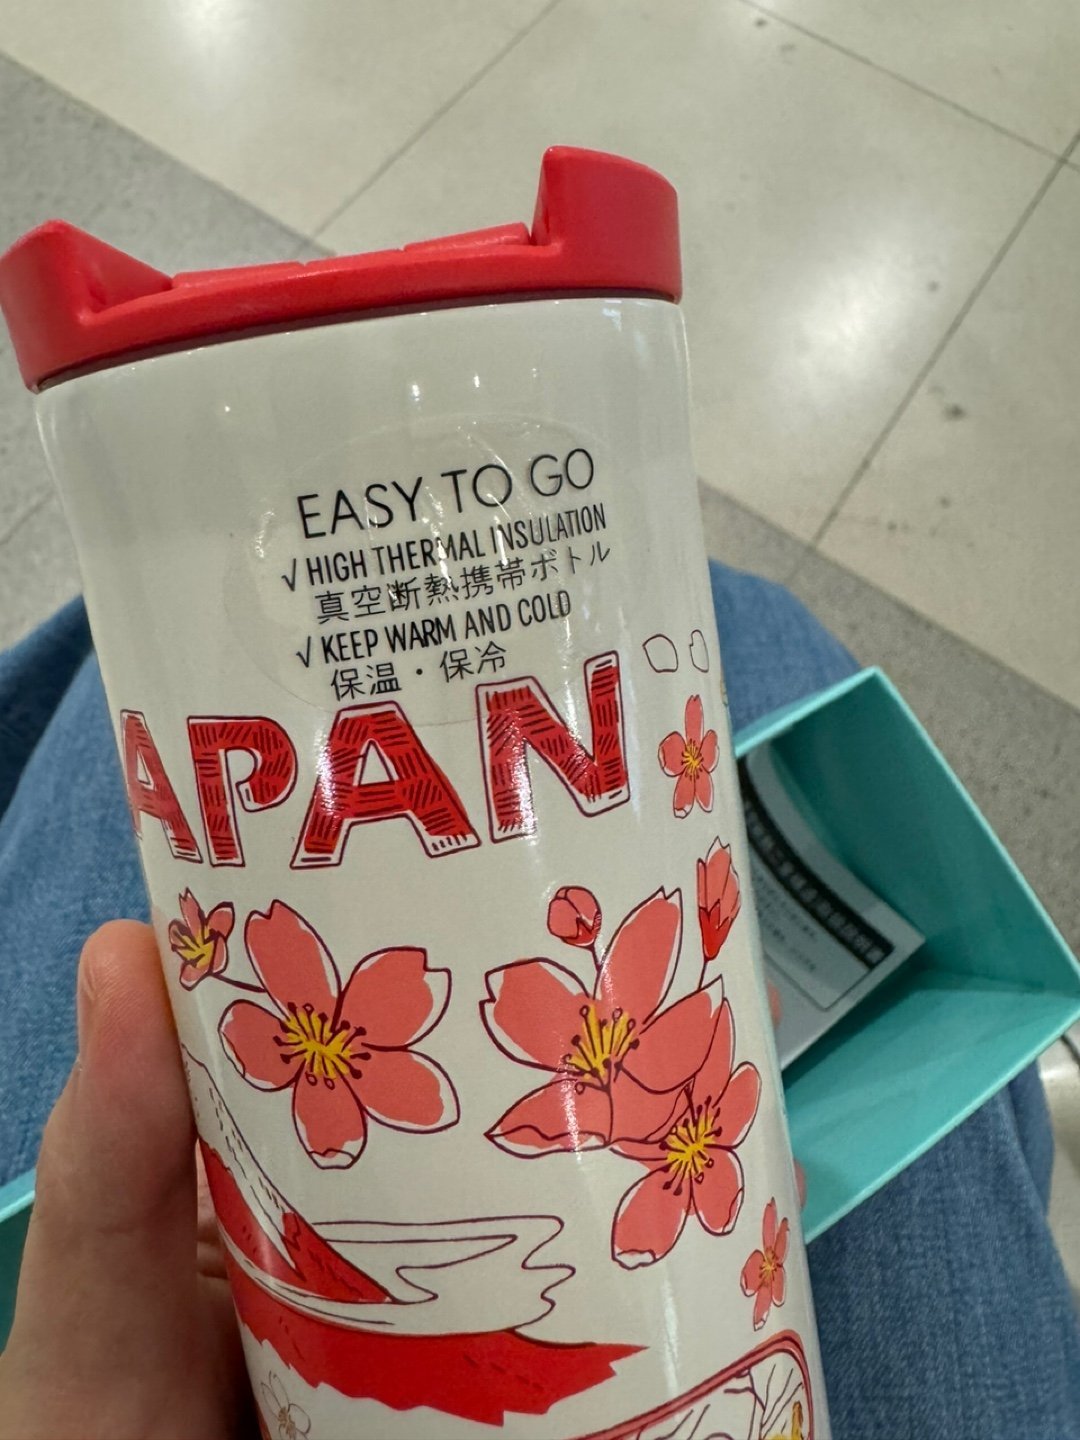 EASY TO GO
√ HIGH THERMAL INSULATION
真空断熱携帯ボトル
√ KEEP WARM AND COLD
保温・保冷
APAN